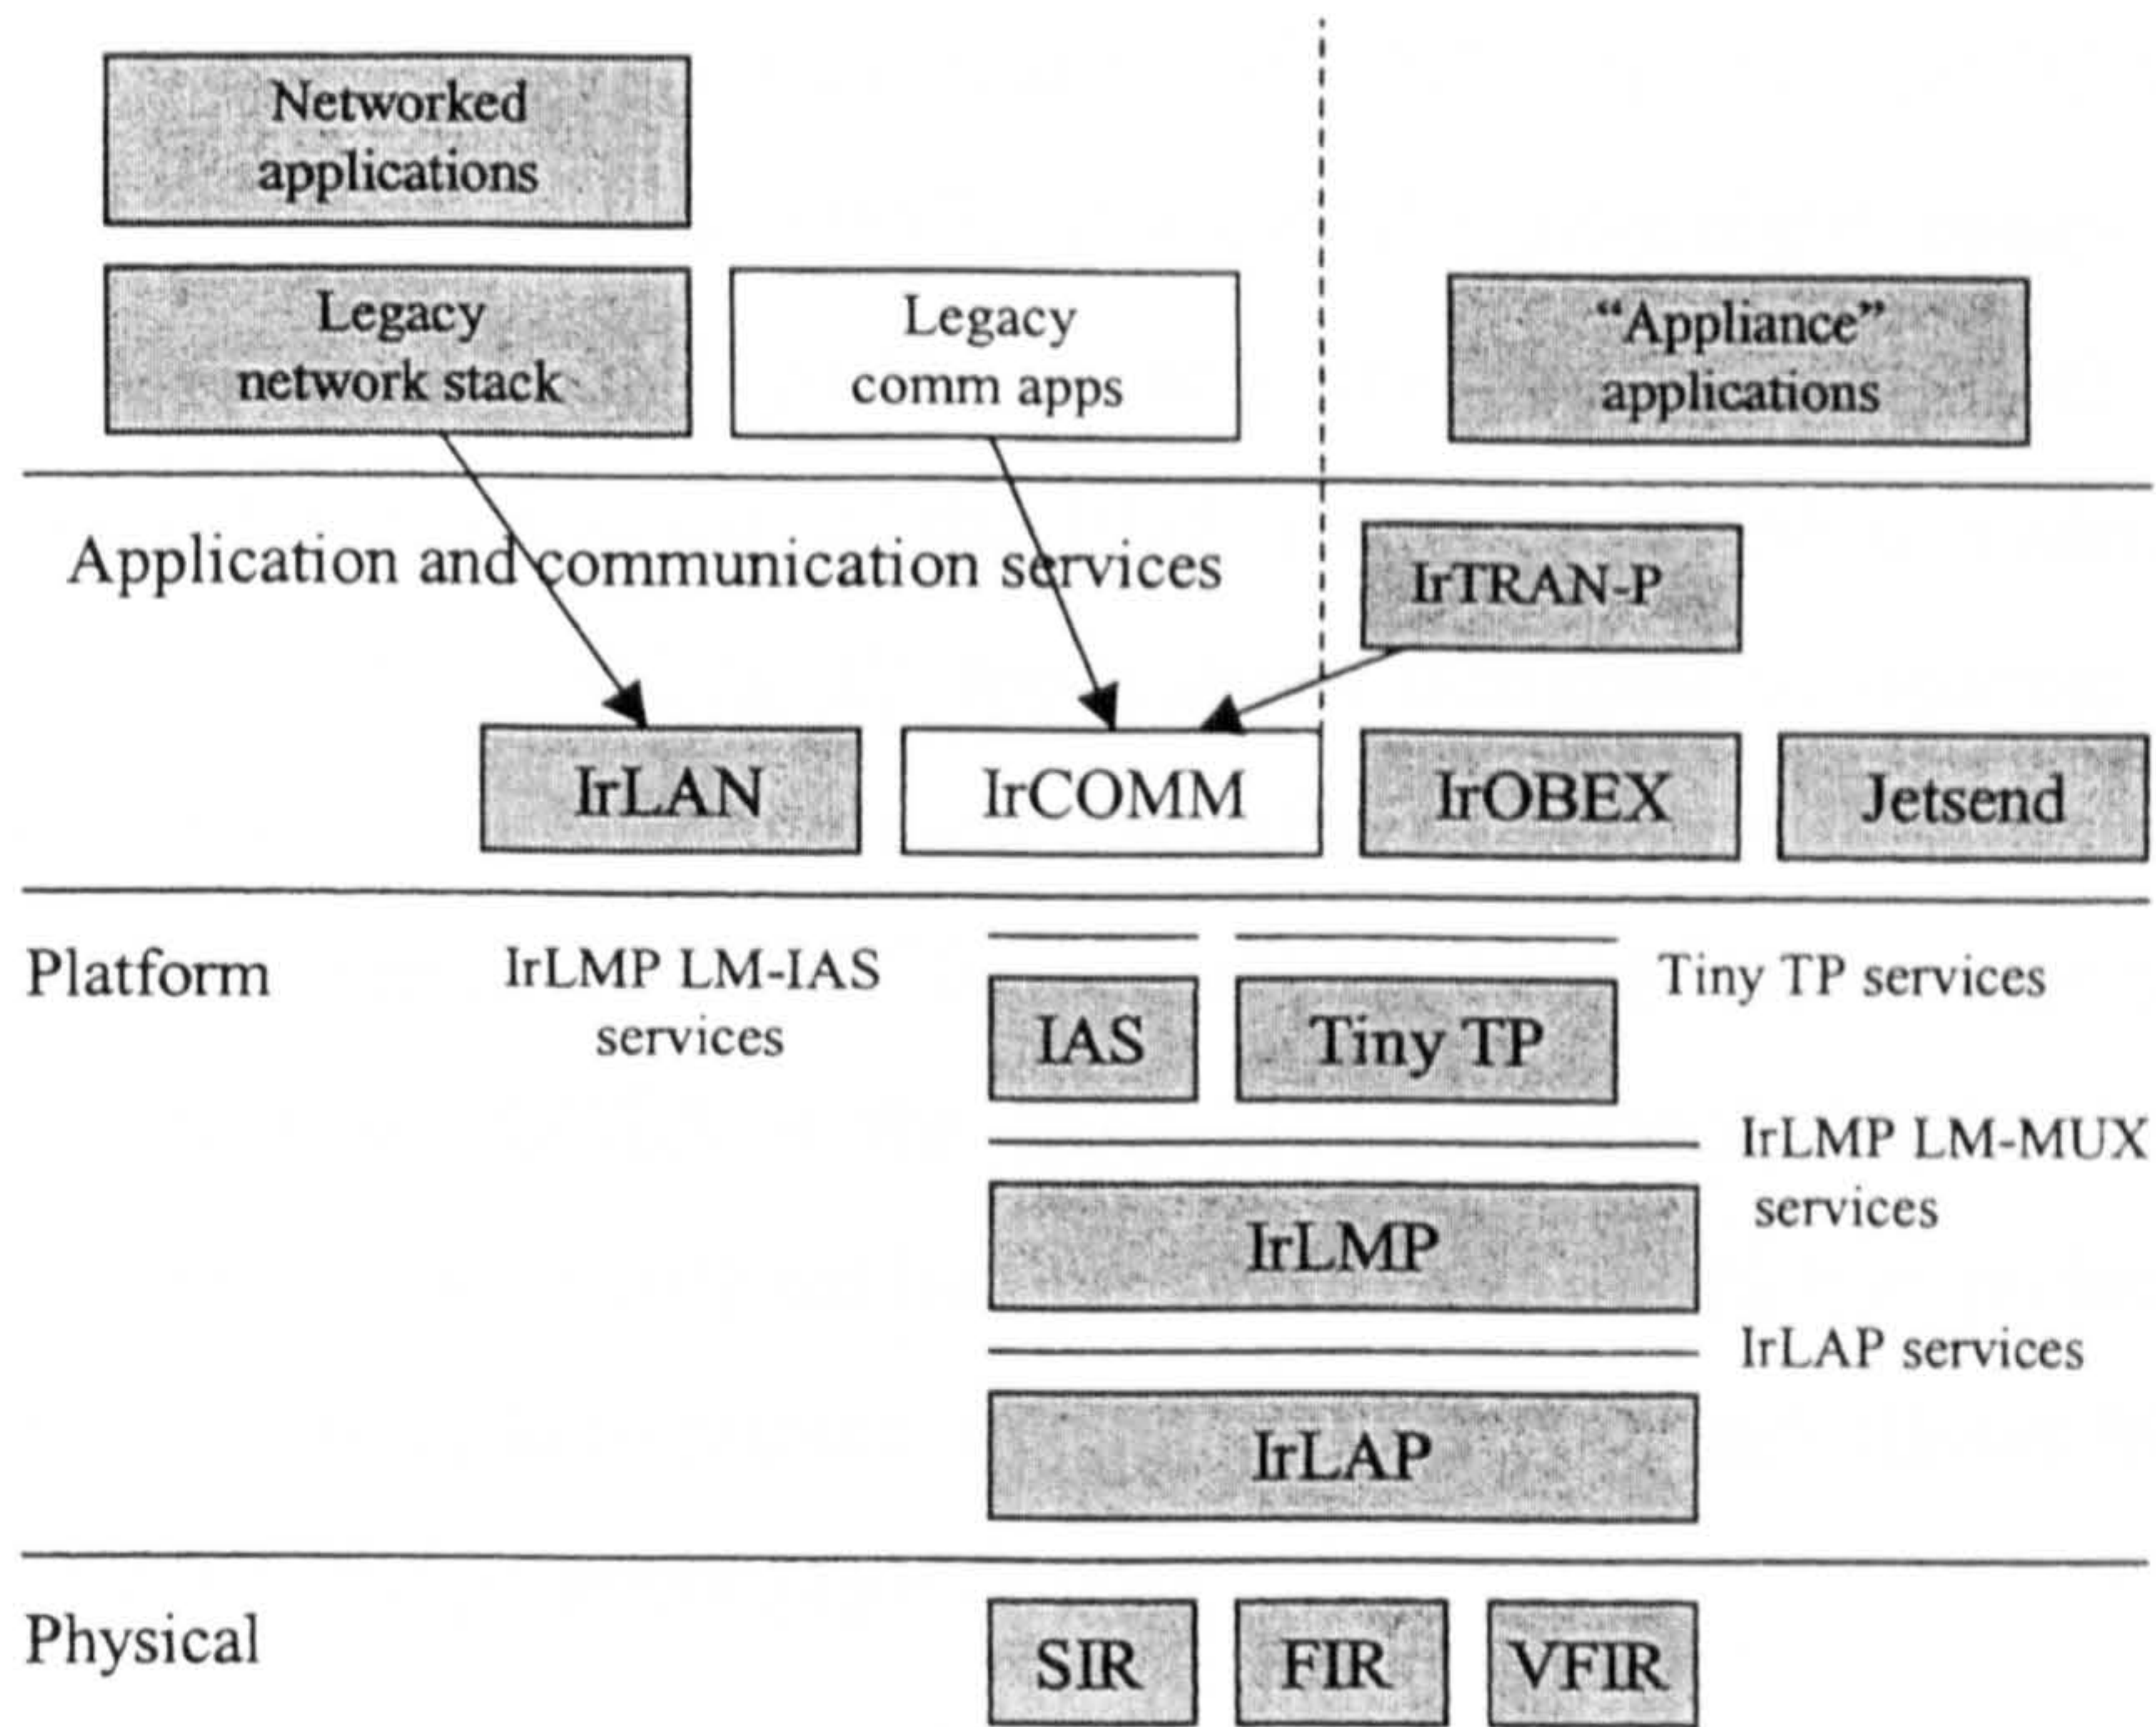 Networked
applications
Legacy
network stack
Legacy
comm apps
“Appliance”
applications
Application and communication services
IrTRAN-P
IrLAN
IrCOMM
IrOBEX
Jetsend
Platform
IrLMP LM-IAS
services
IAS
Tiny TP
Tiny TP services
IrLMP LM-MUX
services
IrLMP
IrLAP services
IrLAP
Physical
SIR
FIR
VFIR